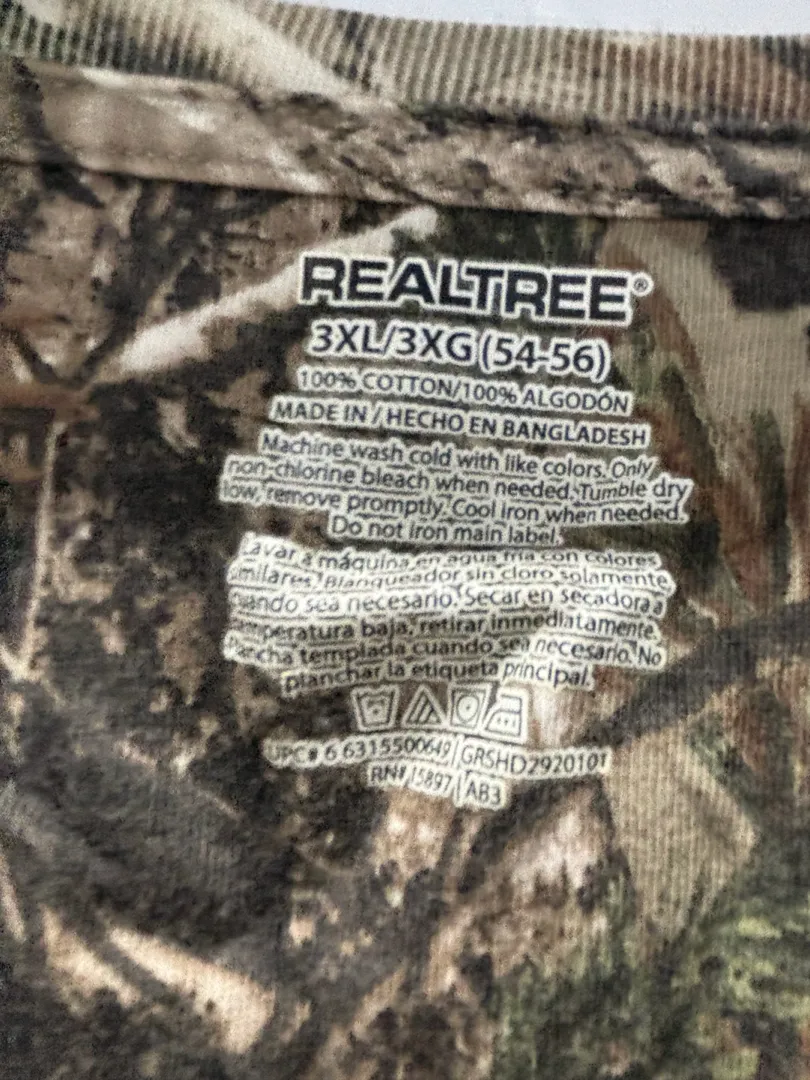 REALTREE®
3XL/3XG (54-56)
100% COTTON/100% ALGODÓN
MADE IN / HECHO EN BANGLADESH
Machine wash cold with like colors. Only
non-chlorine bleach when needed. Tumble dry
low, remove promptly. Cool iron when needed.
Do not iron main label.
Lavar a máquina en agua fría con colores
similares. Blanqueador sin cloro solamente
cuando sea necesario. Secar en secadora a
temperatura baja, retirar inmediatamente.
Plancha templada cuando sea necesario. No
planchar la etiqueta principal.
UPC# 6 6315500649 | GRSHD2920101
RN# 15897 | AB3